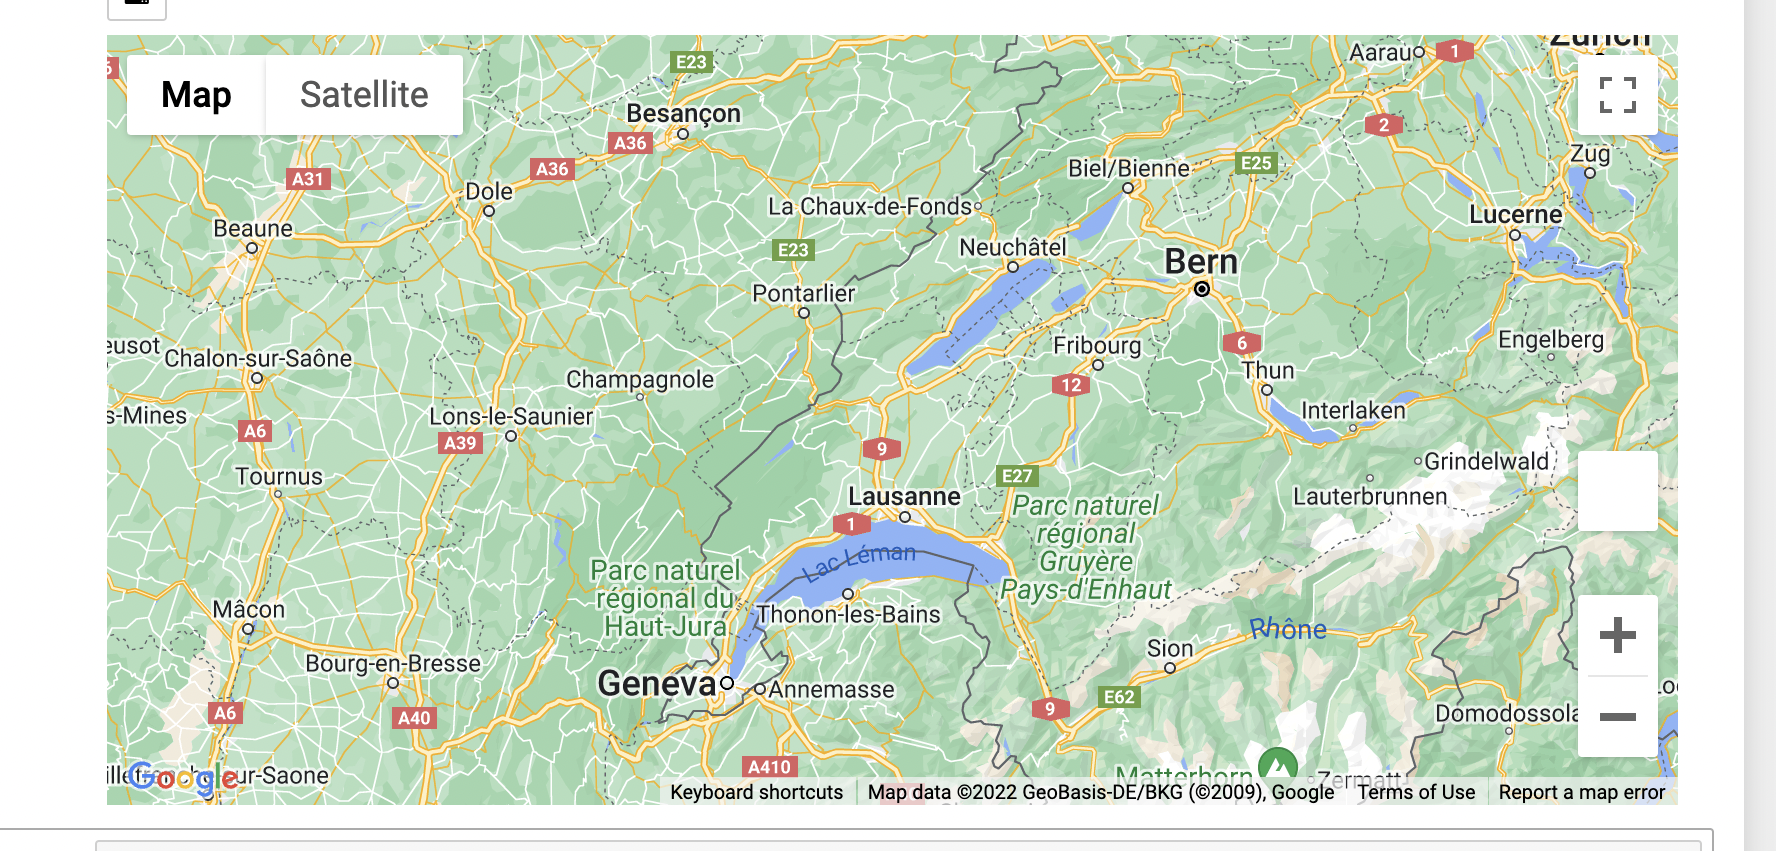 Map
Satellite
E23
Aarau
1
Zürich
Besançon
A36
2
A36
E25
Zug
A31
Biel/Bienne
Dole
La Chaux-de-Fonds
Lucerne
Beaune
E23
Neuchâtel
Bern
Pontarlier
eusot
Chalon-sur-Saône
Fribourg
6
Engelberg
Thun
Champagnole
12
s-Mines
Lons-le-Saunier
Interlaken
A6
A39
9
Grindelwald
Tournus
E27
Lausanne
Lauterbrunnen
1
Parc naturel
régional
Gruyère
Pays-d'Enhaut
Lac Léman
Parc naturel
régional du
Haut-Jura
Mâcon
Thonon-les-Bains
Rhône
Sion
Bourg-en-Bresse
Geneva
Annemasse
E62
9
A6
A40
Domodossola
A410
Matterhorn
Zermatt
ur-Saone
Google
Keyboard shortcuts
Map data ©2022 GeoBasis-DE/BKG (©2009), Google
Terms of Use
Report a map error